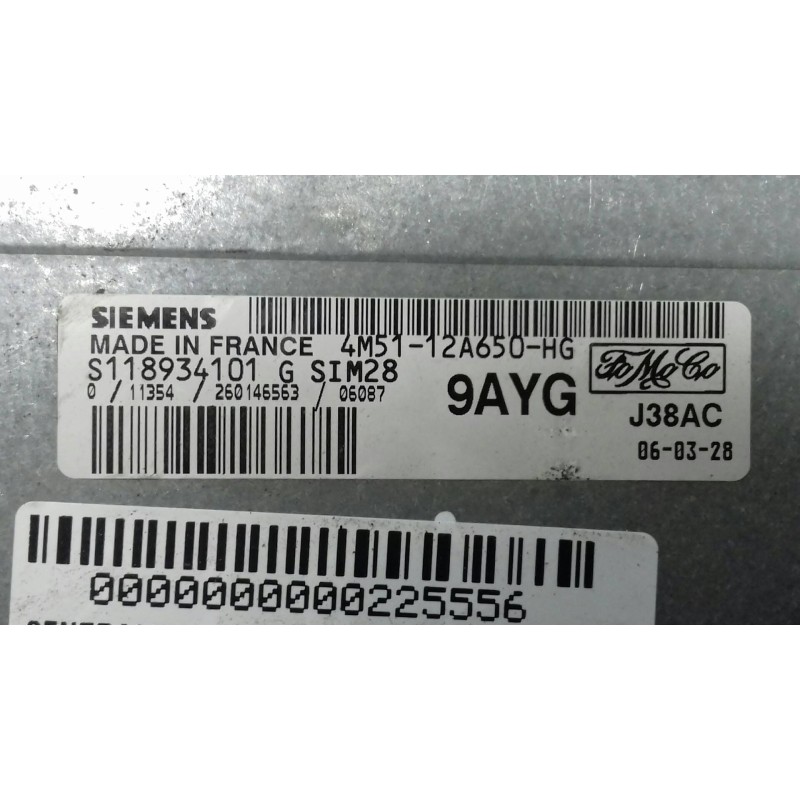 SIEMENS
MADE IN FRANCE 4M51-12A650-HG
S118934101 G SIM28
0 / 11354 / 260146563 / 06087
9AYG
FoMoCo
J38AC
06-03-28
0000000000225556